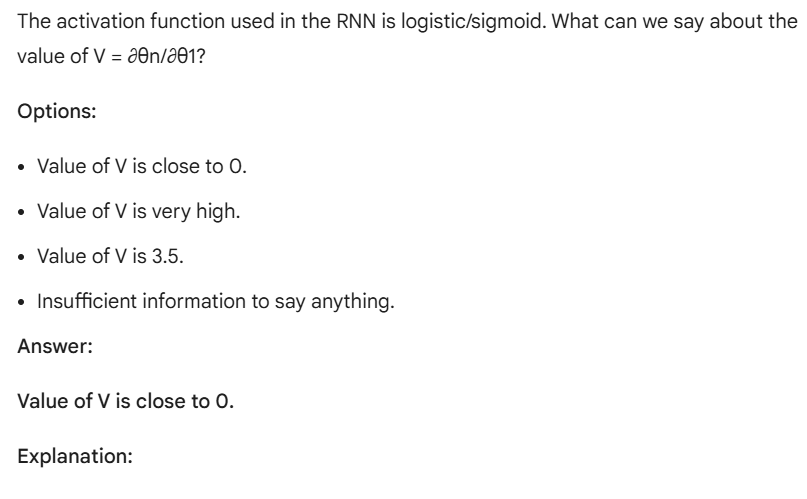 The activation function used in the RNN is logistic/sigmoid. What can we say about the
value of V = ∂θn/∂θ1?
Options:
• Value of V is close to 0.
• Value of V is very high.
• Value of V is 3.5.
• Insufficient information to say anything.
Answer:
Value of V is close to 0.
Explanation: